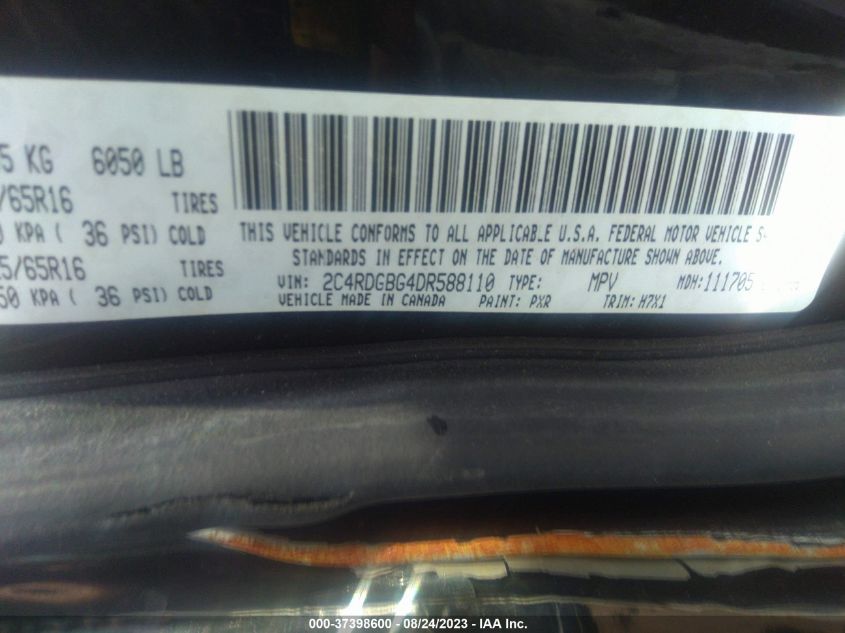 5 KG 6050 LB
/65R16 TIRES
0 KPA ( 36 PSI) COLD
5/65R16 TIRES
50 KPA ( 36 PSI) COLD
THIS VEHICLE CONFORMS TO ALL APPLICABLE U.S.A. FEDERAL MOTOR VEHICLE S-
STANDARDS IN EFFECT ON THE DATE OF MANUFACTURE SHOWN ABOVE.
VIN: 2C4RDGBG4DR588110 TYPE: MPV MDH: 111705
VEHICLE MADE IN CANADA PAINT: PXR TRIM: H7X1
000-37398600 - 08/24/2023 - IAA Inc.